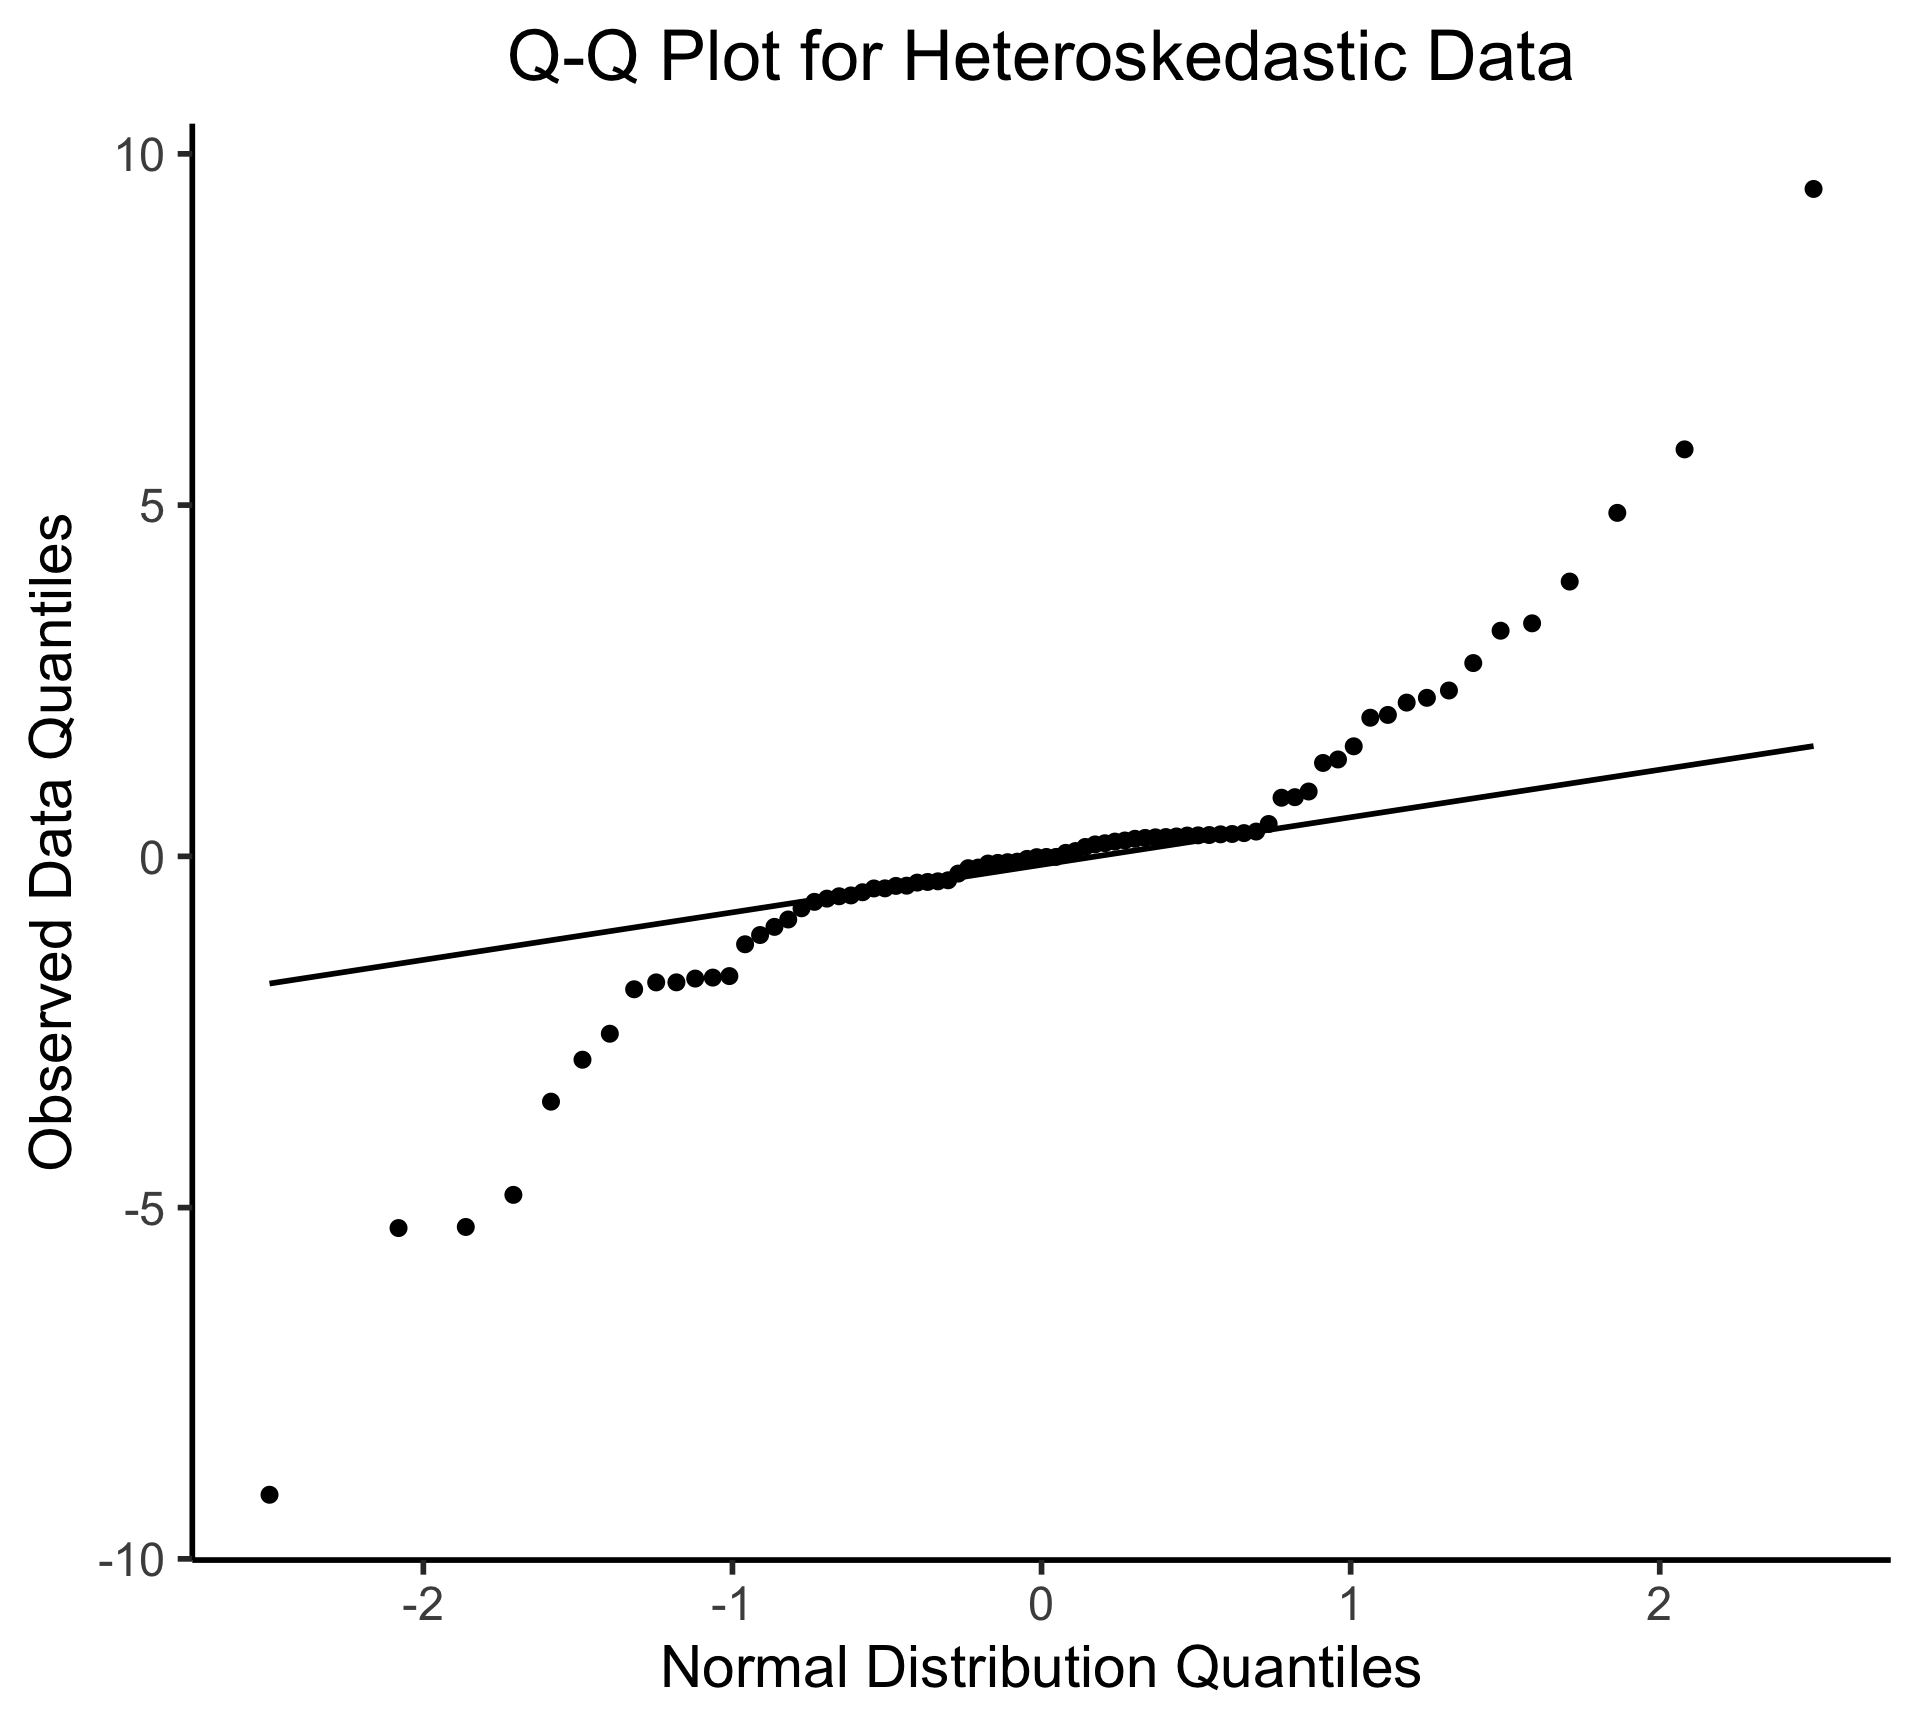 Q-Q Plot for Heteroskedastic Data
Observed Data Quantiles
10
5
0
-5
-10
-2 -1 0 1 2
Normal Distribution Quantiles